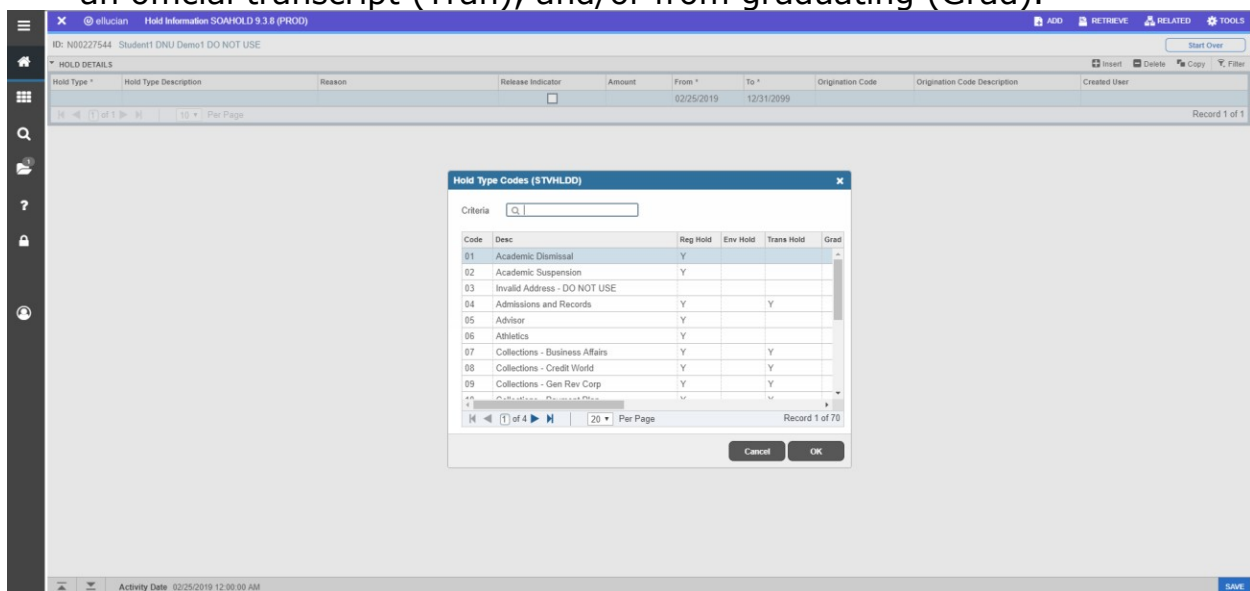 an official transcript (Tran), and/or from graduating (Grad).
ellucian Hold Information SOAHOLD 9.3.8 (PROD) ADD RETRIEVE RELATED TOOLS
ID: N00227544 Student1 DNU Demo1 DO NOT USE Start Over
HOLD DETAILS Insert Delete Copy Filter
Hold Type * Hold Type Description Reason Release Indicator Amount From * To * Origination Code Origination Code Description Created User
02/25/2019 12/31/2099
1 of 1 10 Per Page Record 1 of 1
1
Hold Type Codes (STVHLDD)
Criteria
Code Desc Reg Hold Env Hold Trans Hold Grad
01 Academic Dismissal Y
02 Academic Suspension Y
03 Invalid Address - DO NOT USE
04 Admissions and Records Y Y
05 Advisor Y
06 Athletics Y
07 Collections - Business Affairs Y Y
08 Collections - Credit World Y Y
09 Collections - Gen Rev Corp Y Y
10 Collections - Payment Plan Y Y
1 of 4 20 Per Page Record 1 of 70
Cancel OK
Activity Date 02/25/2019 12:00:00 AM SAVE